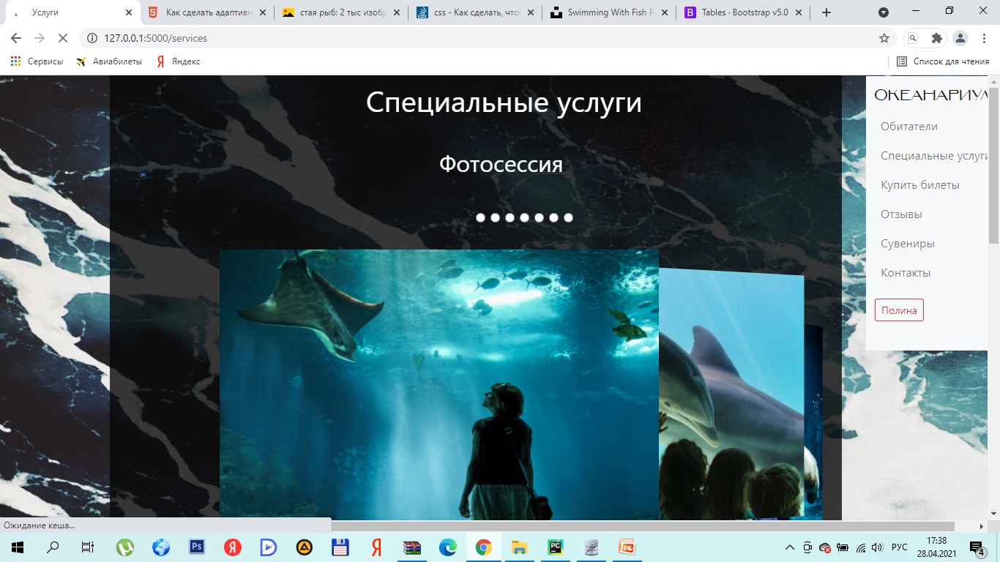 Услуги
Как сделать адаптивн
стая рыб: 2 тыс изобр
css - Как сделать, что
Swimming With Fish P
Tables · Bootstrap v5.0
127.0.0.1:5000/services
Сервисы
Авиабилеты
Яндекс
Список для чтения
Специальные услуги
Фотосессия
ОКЕАНАРИУМ
Обитатели
Специальные услуги
Купить билеты
Отзывы
Сувениры
Контакты
Полина
Ожидание кеша...
РУС
17:38
28.04.2021
4